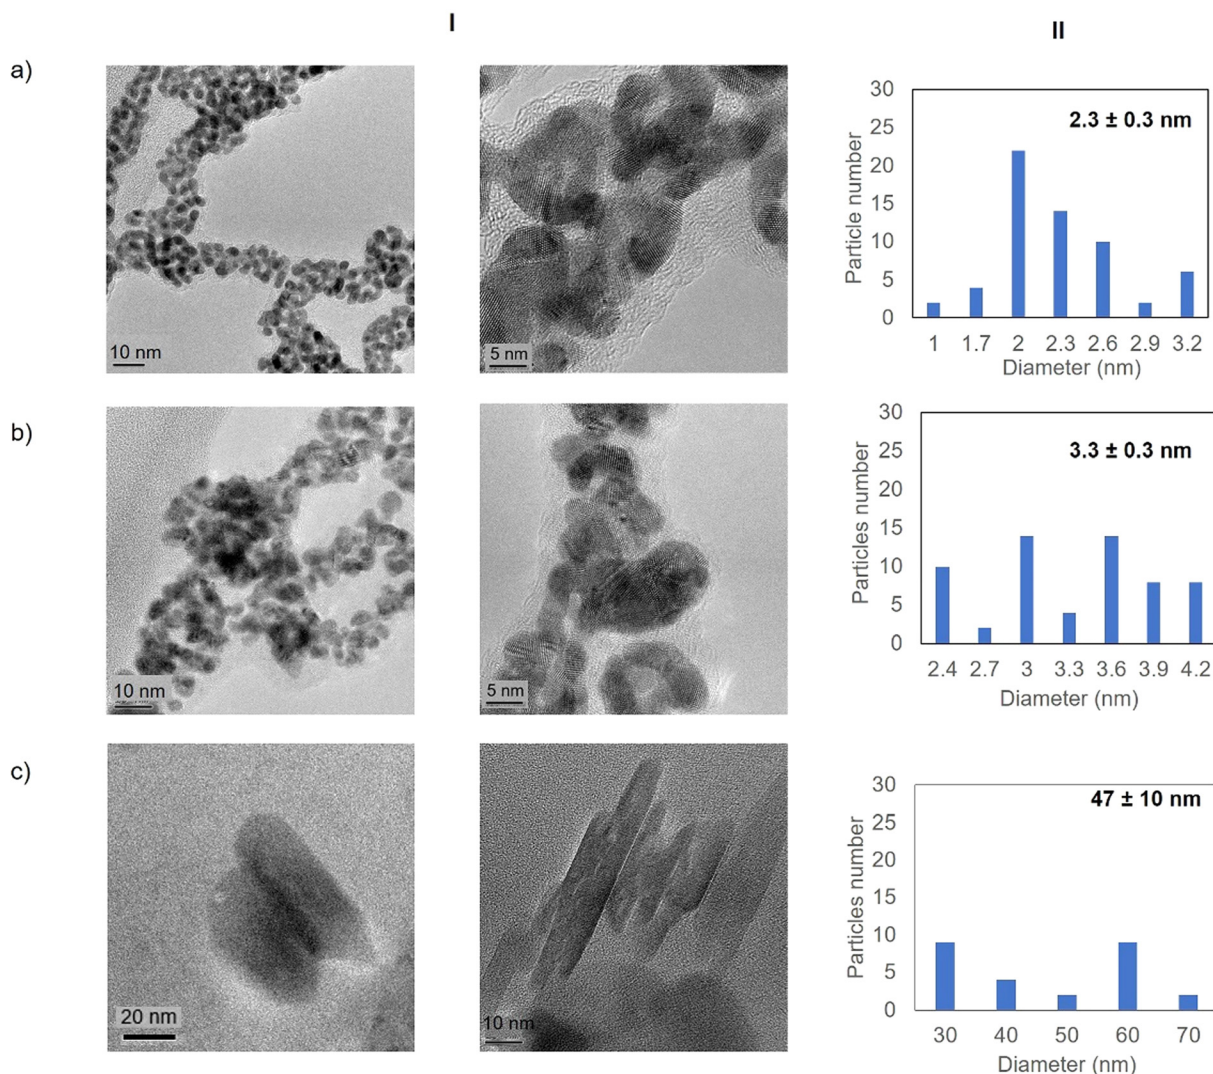 I
II
a)
10 nm
5 nm
2.3 ± 0.3 nm
Particle number
30
25
20
15
10
5
0
1 1.7 2 2.3 2.6 2.9 3.2
Diameter (nm)
b)
10 nm
5 nm
3.3 ± 0.3 nm
Particles number
30
25
20
15
10
5
0
2.4 2.7 3 3.3 3.6 3.9 4.2
Diameter (nm)
c)
20 nm
10 nm
47 ± 10 nm
Particles number
30
25
20
15
10
5
0
30 40 50 60 70
Diameter (nm)